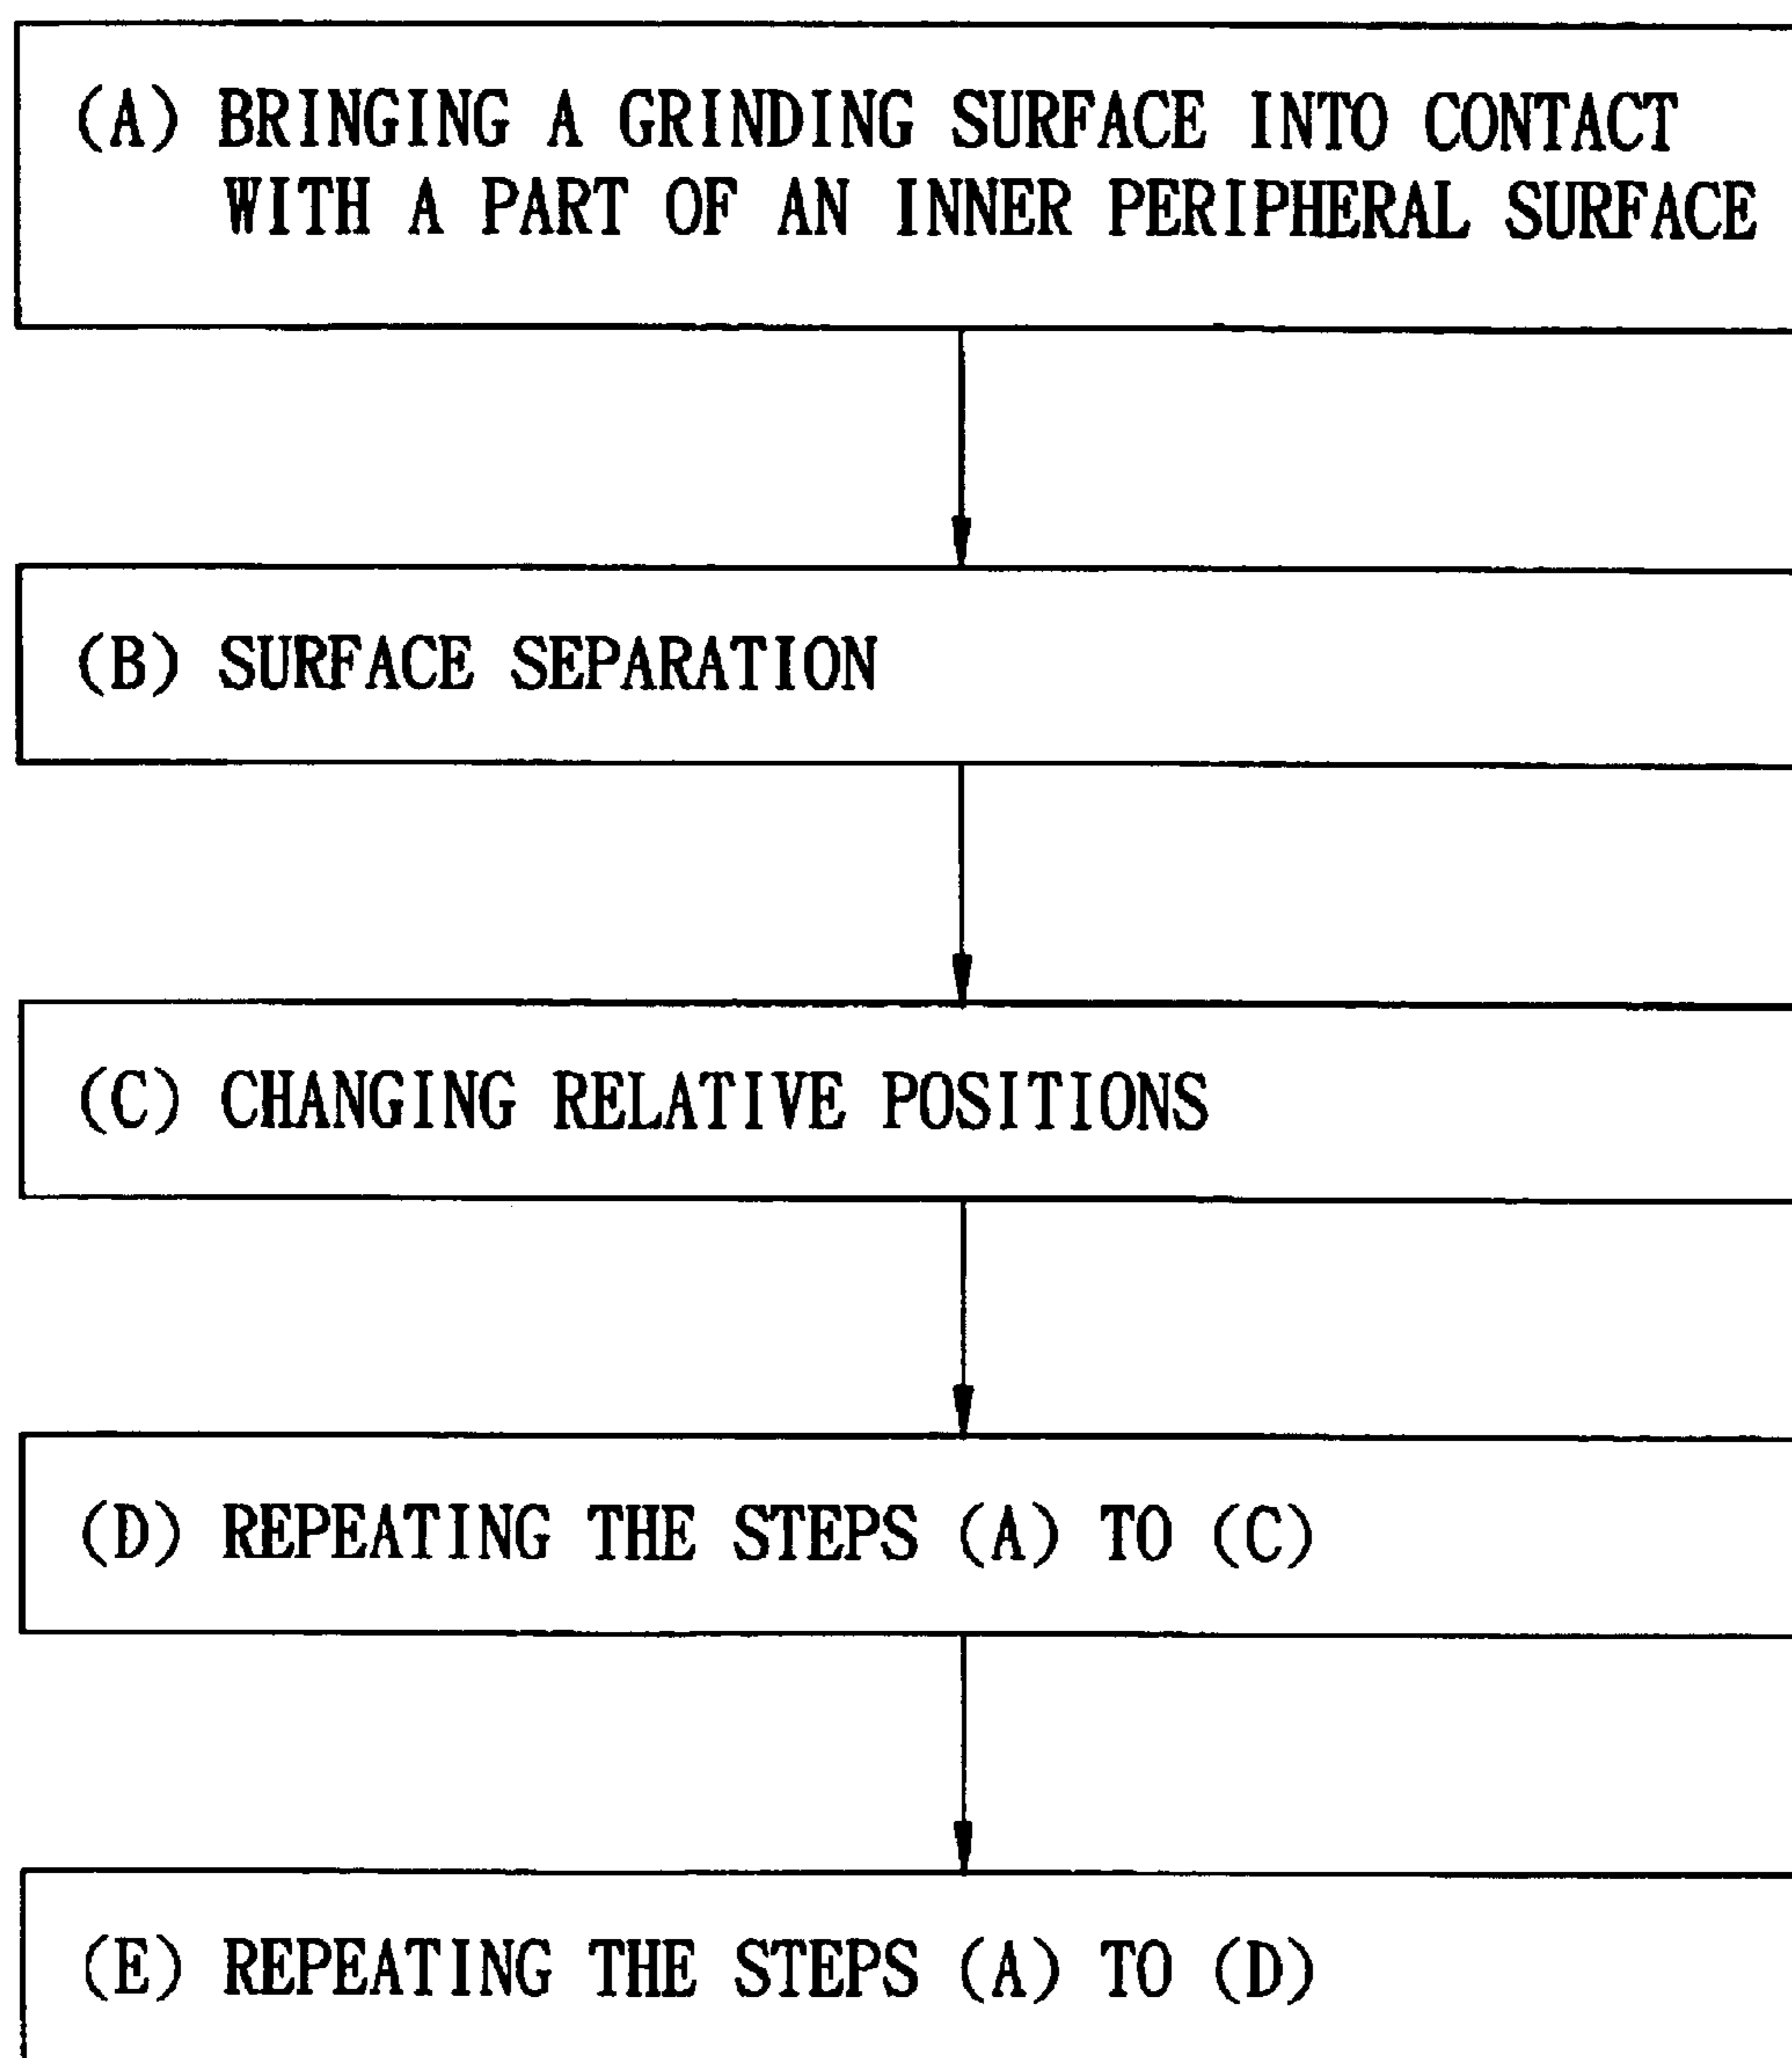 (A) BRINGING A GRINDING SURFACE INTO CONTACT
WITH A PART OF AN INNER PERIPHERAL SURFACE
(B) SURFACE SEPARATION
(C) CHANGING RELATIVE POSITIONS
(D) REPEATING THE STEPS (A) TO (C)
(E) REPEATING THE STEPS (A) TO (D)